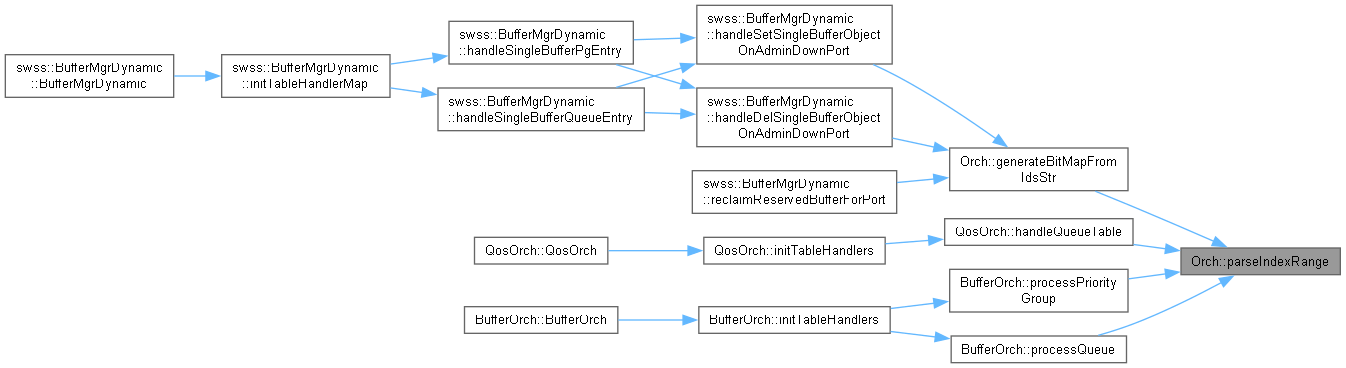 swss::BufferMgrDynamic
::BufferMgrDynamic
swss::BufferMgrDynamic
::initTableHandlerMap
swss::BufferMgrDynamic
::handleSingleBufferPgEntry
swss::BufferMgrDynamic
::handleSingleBufferQueueEntry
swss::BufferMgrDynamic
::handleSetSingleBufferObject
OnAdminDownPort
swss::BufferMgrDynamic
::handleDelSingleBufferObject
OnAdminDownPort
Orch::generateBitMapFrom
IdsStr
swss::BufferMgrDynamic
::reclaimReservedBufferForPort
QosOrch::QosOrch
QosOrch::initTableHandlers
QosOrch::handleQueueTable
Orch::parseIndexRange
BufferOrch::processPriority
Group
BufferOrch::BufferOrch
BufferOrch::initTableHandlers
BufferOrch::processQueue